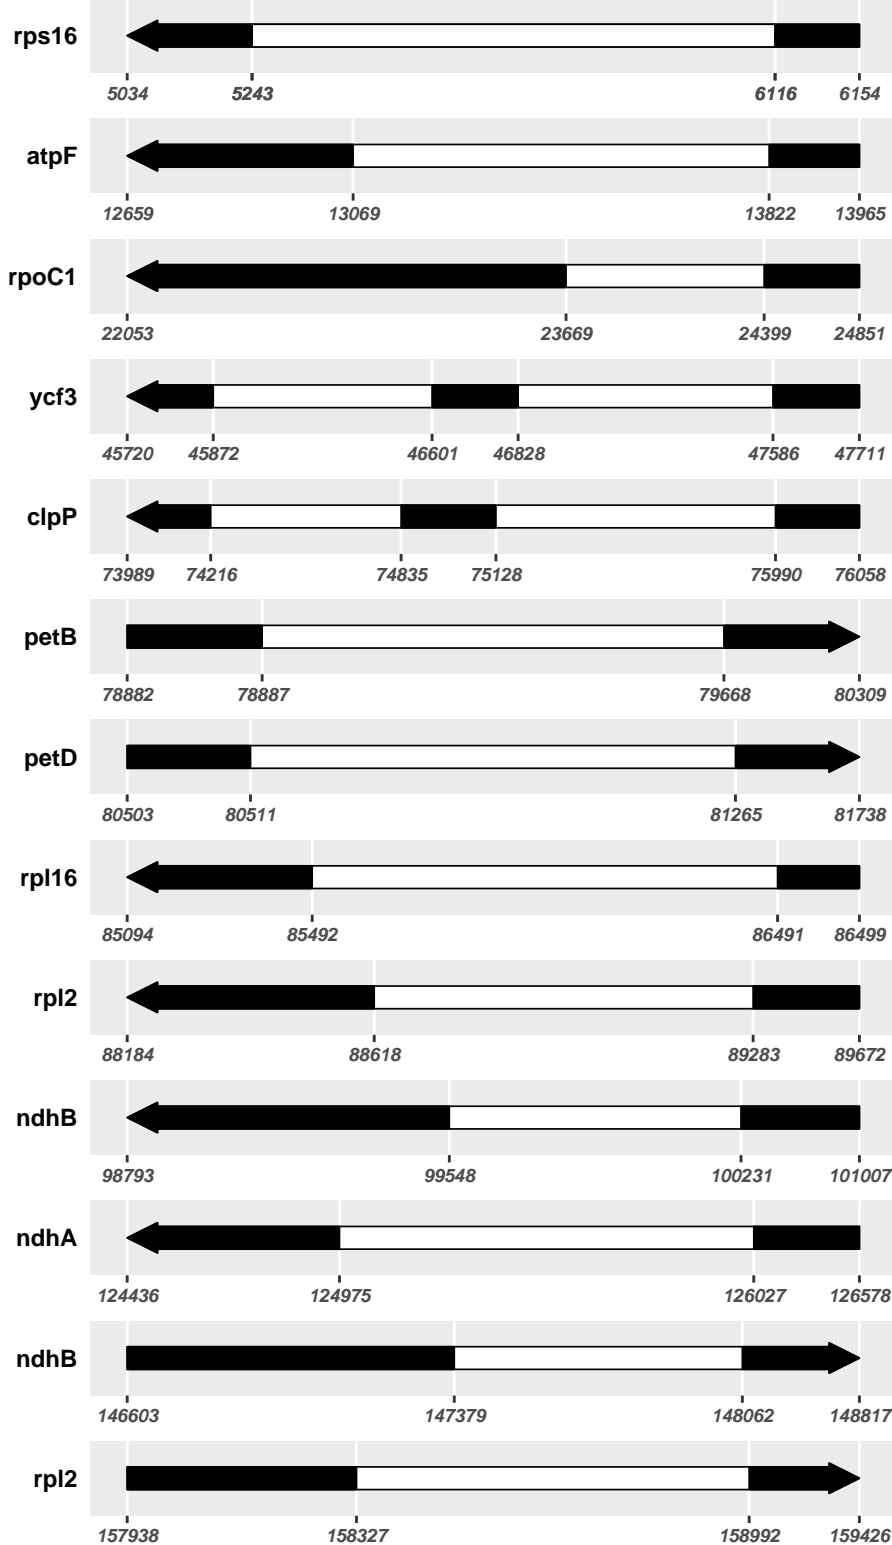 rps16
5034 5243 6116 6154
atpF
12659 13069 13822 13965
rpoC1
22053 23669 24399 24851
ycf3
45720 45872 46601 46828 47586 47711
clpP
73989 74216 74835 75128 75990 76058
petB
78882 78887 79668 80309
petD
80503 80511 81265 81738
rpl16
85094 85492 86491 86499
rpl2
88184 88618 89283 89672
ndhB
98793 99548 100231 101007
ndhA
124436 124975 126027 126578
ndhB
146603 147379 148062 148817
rpl2
157938 158327 158992 159426